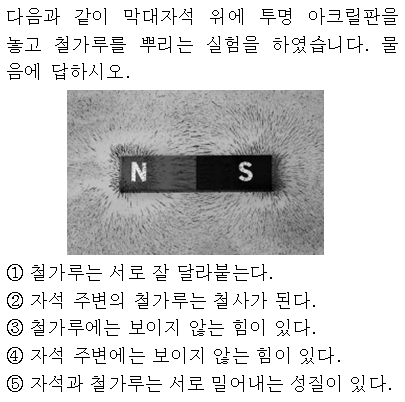 다음과 같이 막대자석 위에 투명 아크릴판을
놓고 철가루를 뿌리는 실험을 하였습니다. 물
음에 답하시오.
N S
① 철가루는 서로 잘 달라붙는다.
② 자석 주변의 철가루는 철사가 된다.
③ 철가루에는 보이지 않는 힘이 있다.
④ 자석 주변에는 보이지 않는 힘이 있다.
⑤ 자석과 철가루는 서로 밀어내는 성질이 있다.